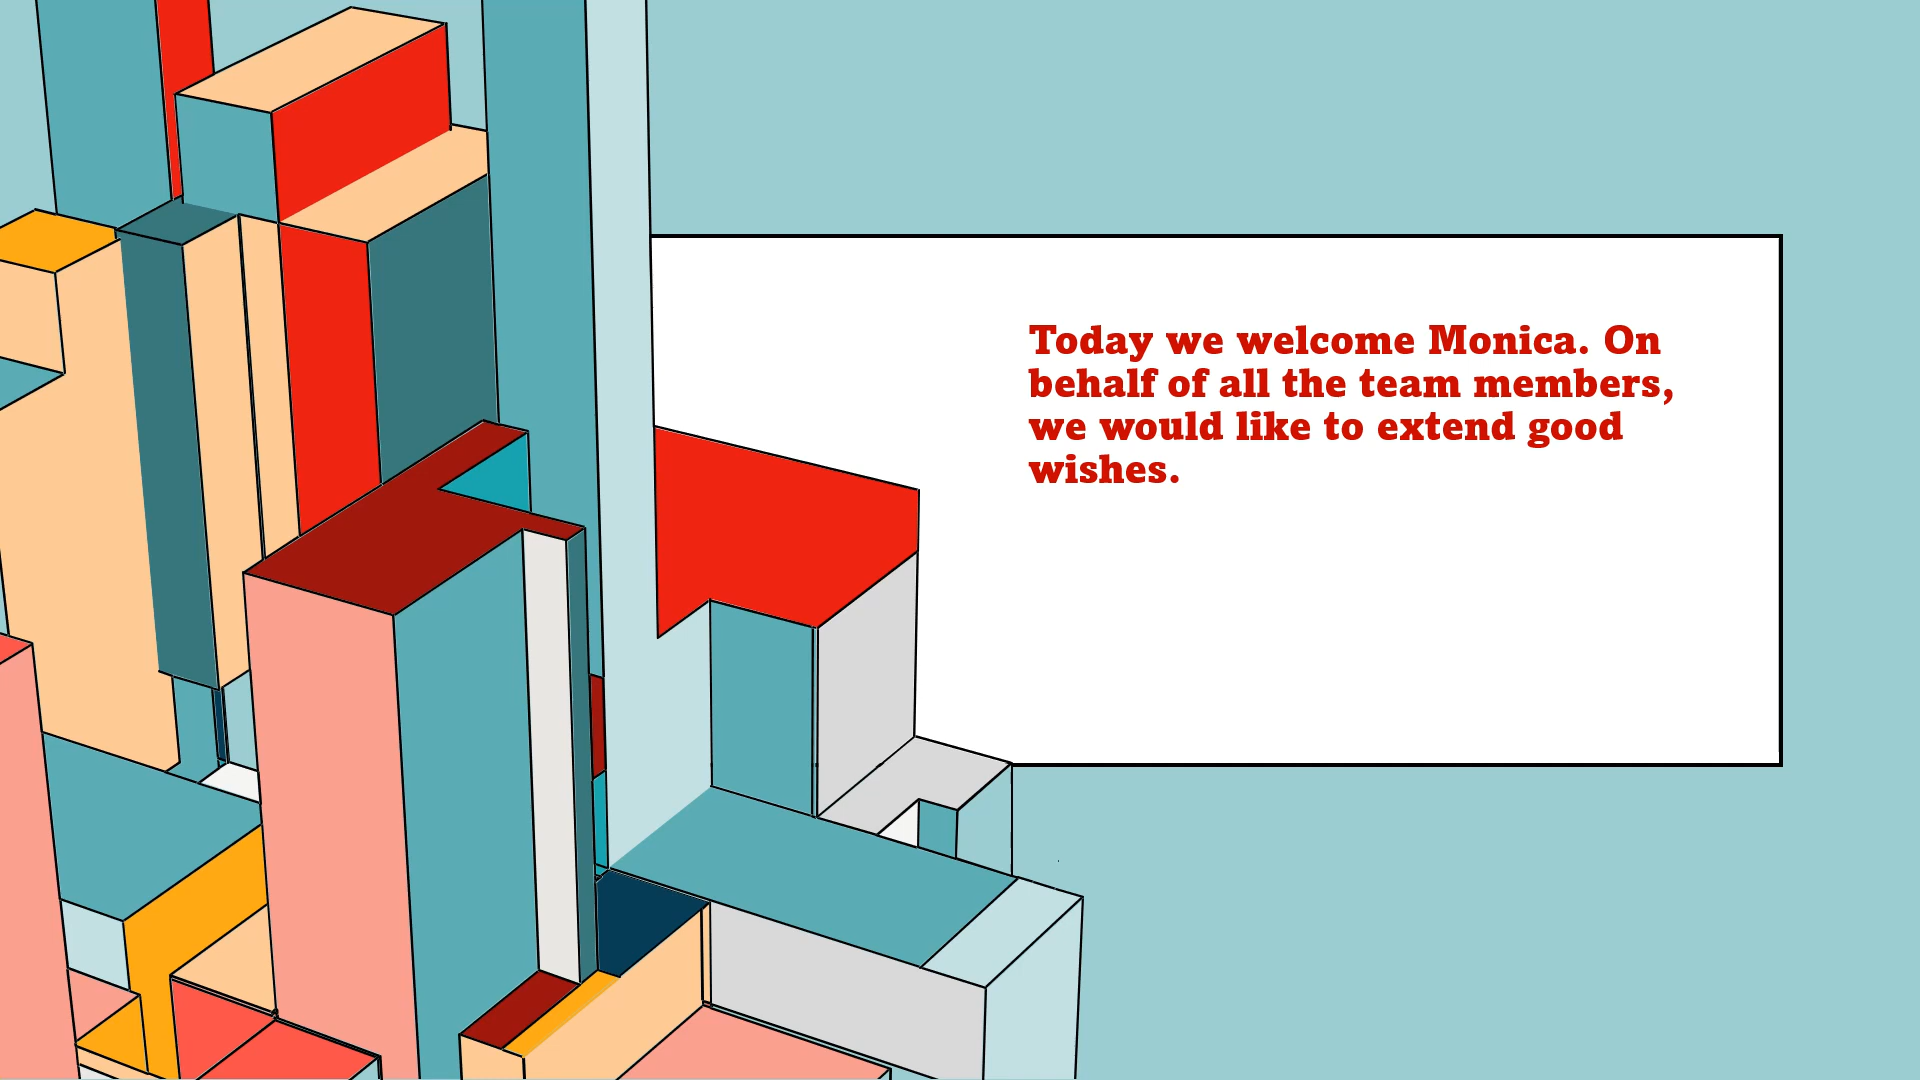 Today we welcome Monica. On
behalf of all the team members,
we would like to extend good
wishes.